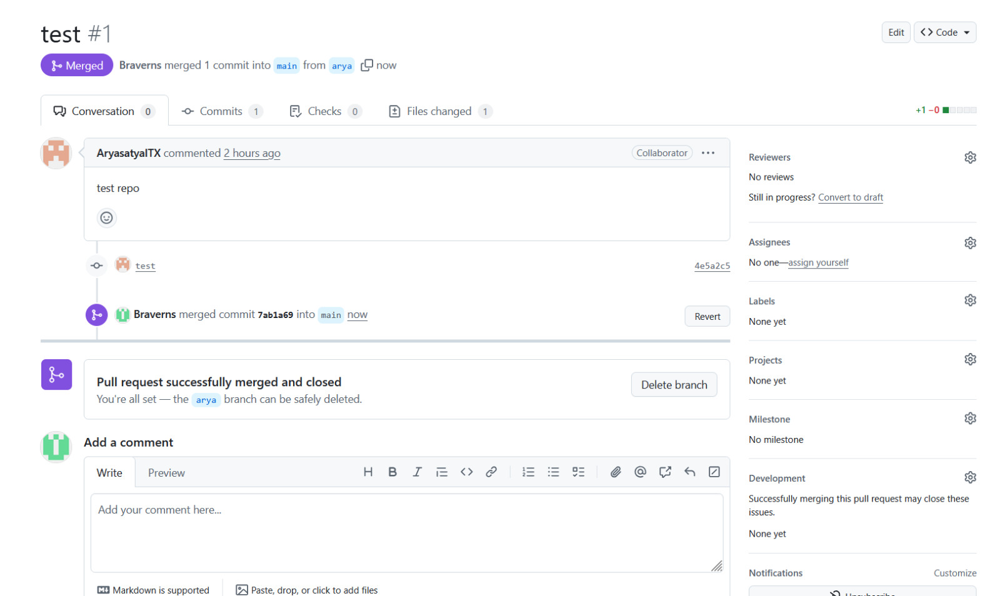 test #1
Edit
Code
Merged
Braverns merged 1 commit into main from arya now
Conversation 0
Commits 1
Checks 0
Files changed 1
+1 −0
AryasatyaITX commented 2 hours ago
Collaborator
test repo
test
4e5a2c5
Braverns merged commit 7ab1a69 into main now
Revert
Pull request successfully merged and closed
You're all set — the arya branch can be safely deleted.
Delete branch
Add a comment
Write
Preview
Add your comment here...
Markdown is supported
Paste, drop, or click to add files
Reviewers
No reviews
Still in progress? Convert to draft
Assignees
No one—assign yourself
Labels
None yet
Projects
None yet
Milestone
No milestone
Development
Successfully merging this pull request may close these
issues.
None yet
Notifications
Customize
Unsubscribe